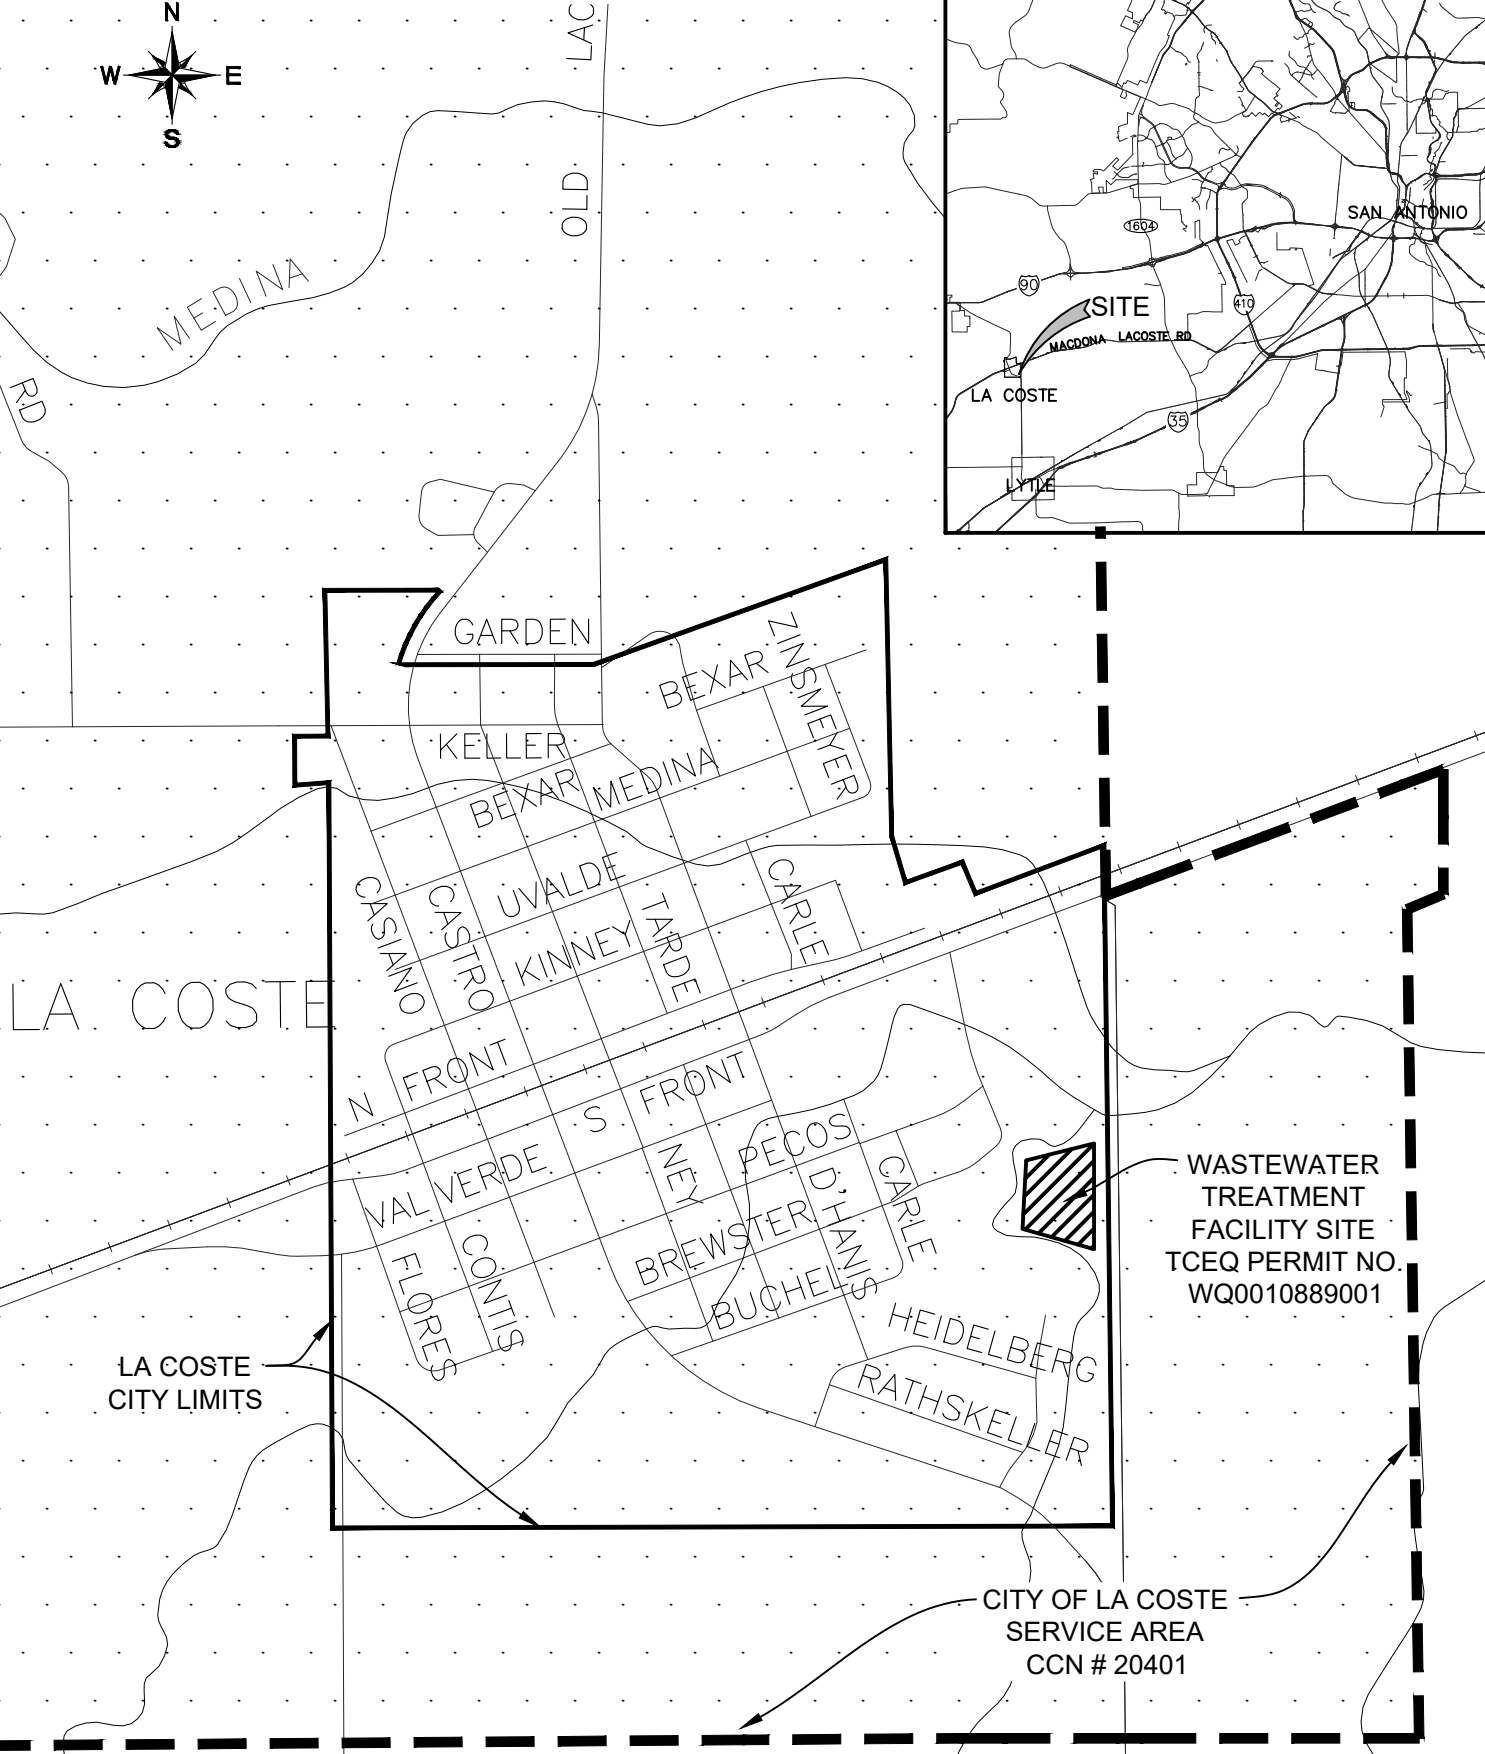 N
W E
S
LAC
OLD
MEDINA
RD
SAN ANTONIO
1604
90
410
SITE
MACDONA LACOSTE RD
LA COSTE
35
LYTLE
GARDEN
ZINSMEYER
BEXAR
KELLER
BEXAR
MEDINA
UVALDE
CARLE
CASIANO
CASTRO
TARDE
KINNEY
LA COSTE
N FRONT
S FRONT
VAL VERDE
NEY
PECOS
D'HANIS
CARLE
BREWSTER
BUCHEL
FLORES
CONTIS
HEIDELBERG
RATHSKELLER
WASTEWATER
TREATMENT
FACILITY SITE
TCEQ PERMIT NO.
WQ0010889001
LA COSTE
CITY LIMITS
CITY OF LA COSTE
SERVICE AREA
CCN # 20401